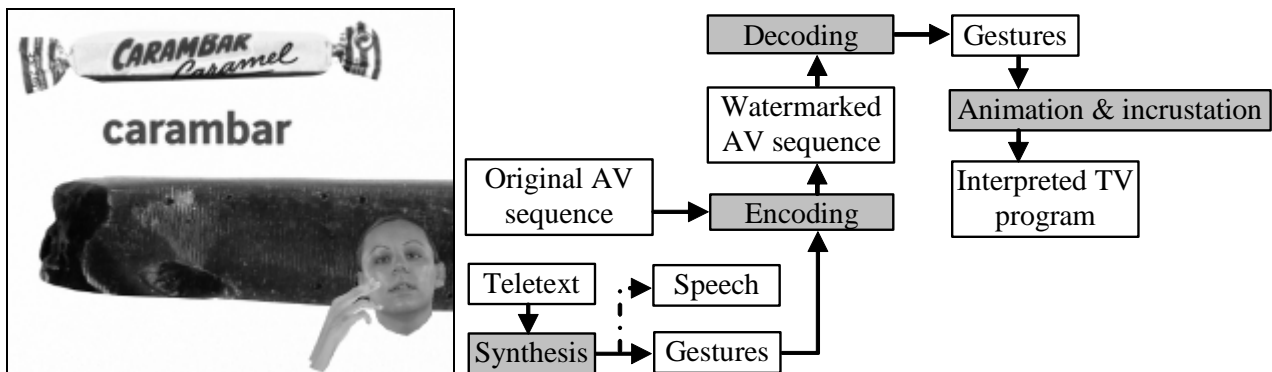 CARAMBAR
Caramel
carambar
Decoding
Gestures
Watermarked
AV sequence
Animation & incrustation
Original AV
sequence
Encoding
Interpreted TV
program
Teletext
Speech
Synthesis
Gestures